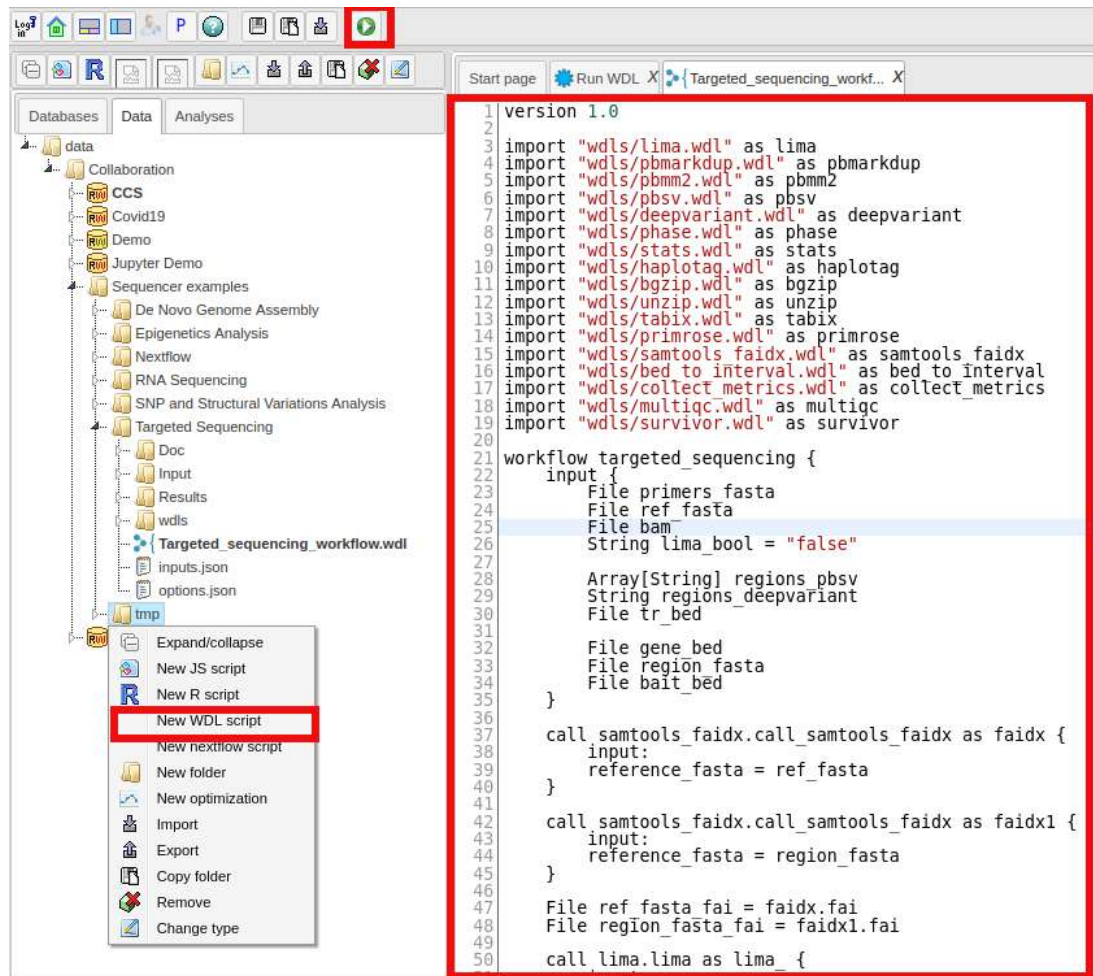 Log in
P
R
Databases Data Analyses
data
Collaboration
CCS
Covid19
Demo
Jupyter Demo
Sequencer examples
De Novo Genome Assembly
Epigenetics Analysis
Nextflow
RNA Sequencing
SNP and Structural Variations Analysis
Targeted Sequencing
Doc
Input
Results
wdls
Targeted_sequencing_workflow.wdl
inputs.json
options.json
tmp
Expand/collapse
New JS script
New R script
New WDL script
New nextflow script
New folder
New optimization
Import
Export
Copy folder
Remove
Change type
Start page Run WDL X Targeted_sequencing_workf... X
1 version 1.0
2
3 import "wdls/lima.wdl" as lima
4 import "wdls/pbmarkdup.wdl" as pbmarkdup
5 import "wdls/pbmm2.wdl" as pbmm2
6 import "wdls/pbsv.wdl" as pbsv
7 import "wdls/deepvariant.wdl" as deepvariant
8 import "wdls/phase.wdl" as phase
9 import "wdls/stats.wdl" as stats
10 import "wdls/haplotag.wdl" as haplotag
11 import "wdls/bgzip.wdl" as bgzip
12 import "wdls/unzip.wdl" as unzip
13 import "wdls/tabix.wdl" as tabix
14 import "wdls/primrose.wdl" as primrose
15 import "wdls/samtools_faidx.wdl" as samtools_faidx
16 import "wdls/bed_to_interval.wdl" as bed_to_interval
17 import "wdls/collect_metrics.wdl" as collect_metrics
18 import "wdls/multiqc.wdl" as multiqc
19 import "wdls/survivor.wdl" as survivor
20
21 workflow targeted_sequencing {
22 input {
23 File primers_fasta
24 File ref_fasta
25 File bam
26 String lima_bool = "false"
27
28 Array[String] regions_pbsv
29 String regions_deepvariant
30 File tr_bed
31
32 File gene_bed
33 File region_fasta
34 File bait_bed
35 }
36
37 call samtools_faidx.call_samtools_faidx as faidx {
38 input:
39 reference_fasta = ref_fasta
40 }
41
42 call samtools_faidx.call_samtools_faidx as faidx1 {
43 input:
44 reference_fasta = region_fasta
45 }
46
47 File ref_fasta_fai = faidx.fai
48 File region_fasta_fai = faidx1.fai
49
50 call lima.lima as lima_ {